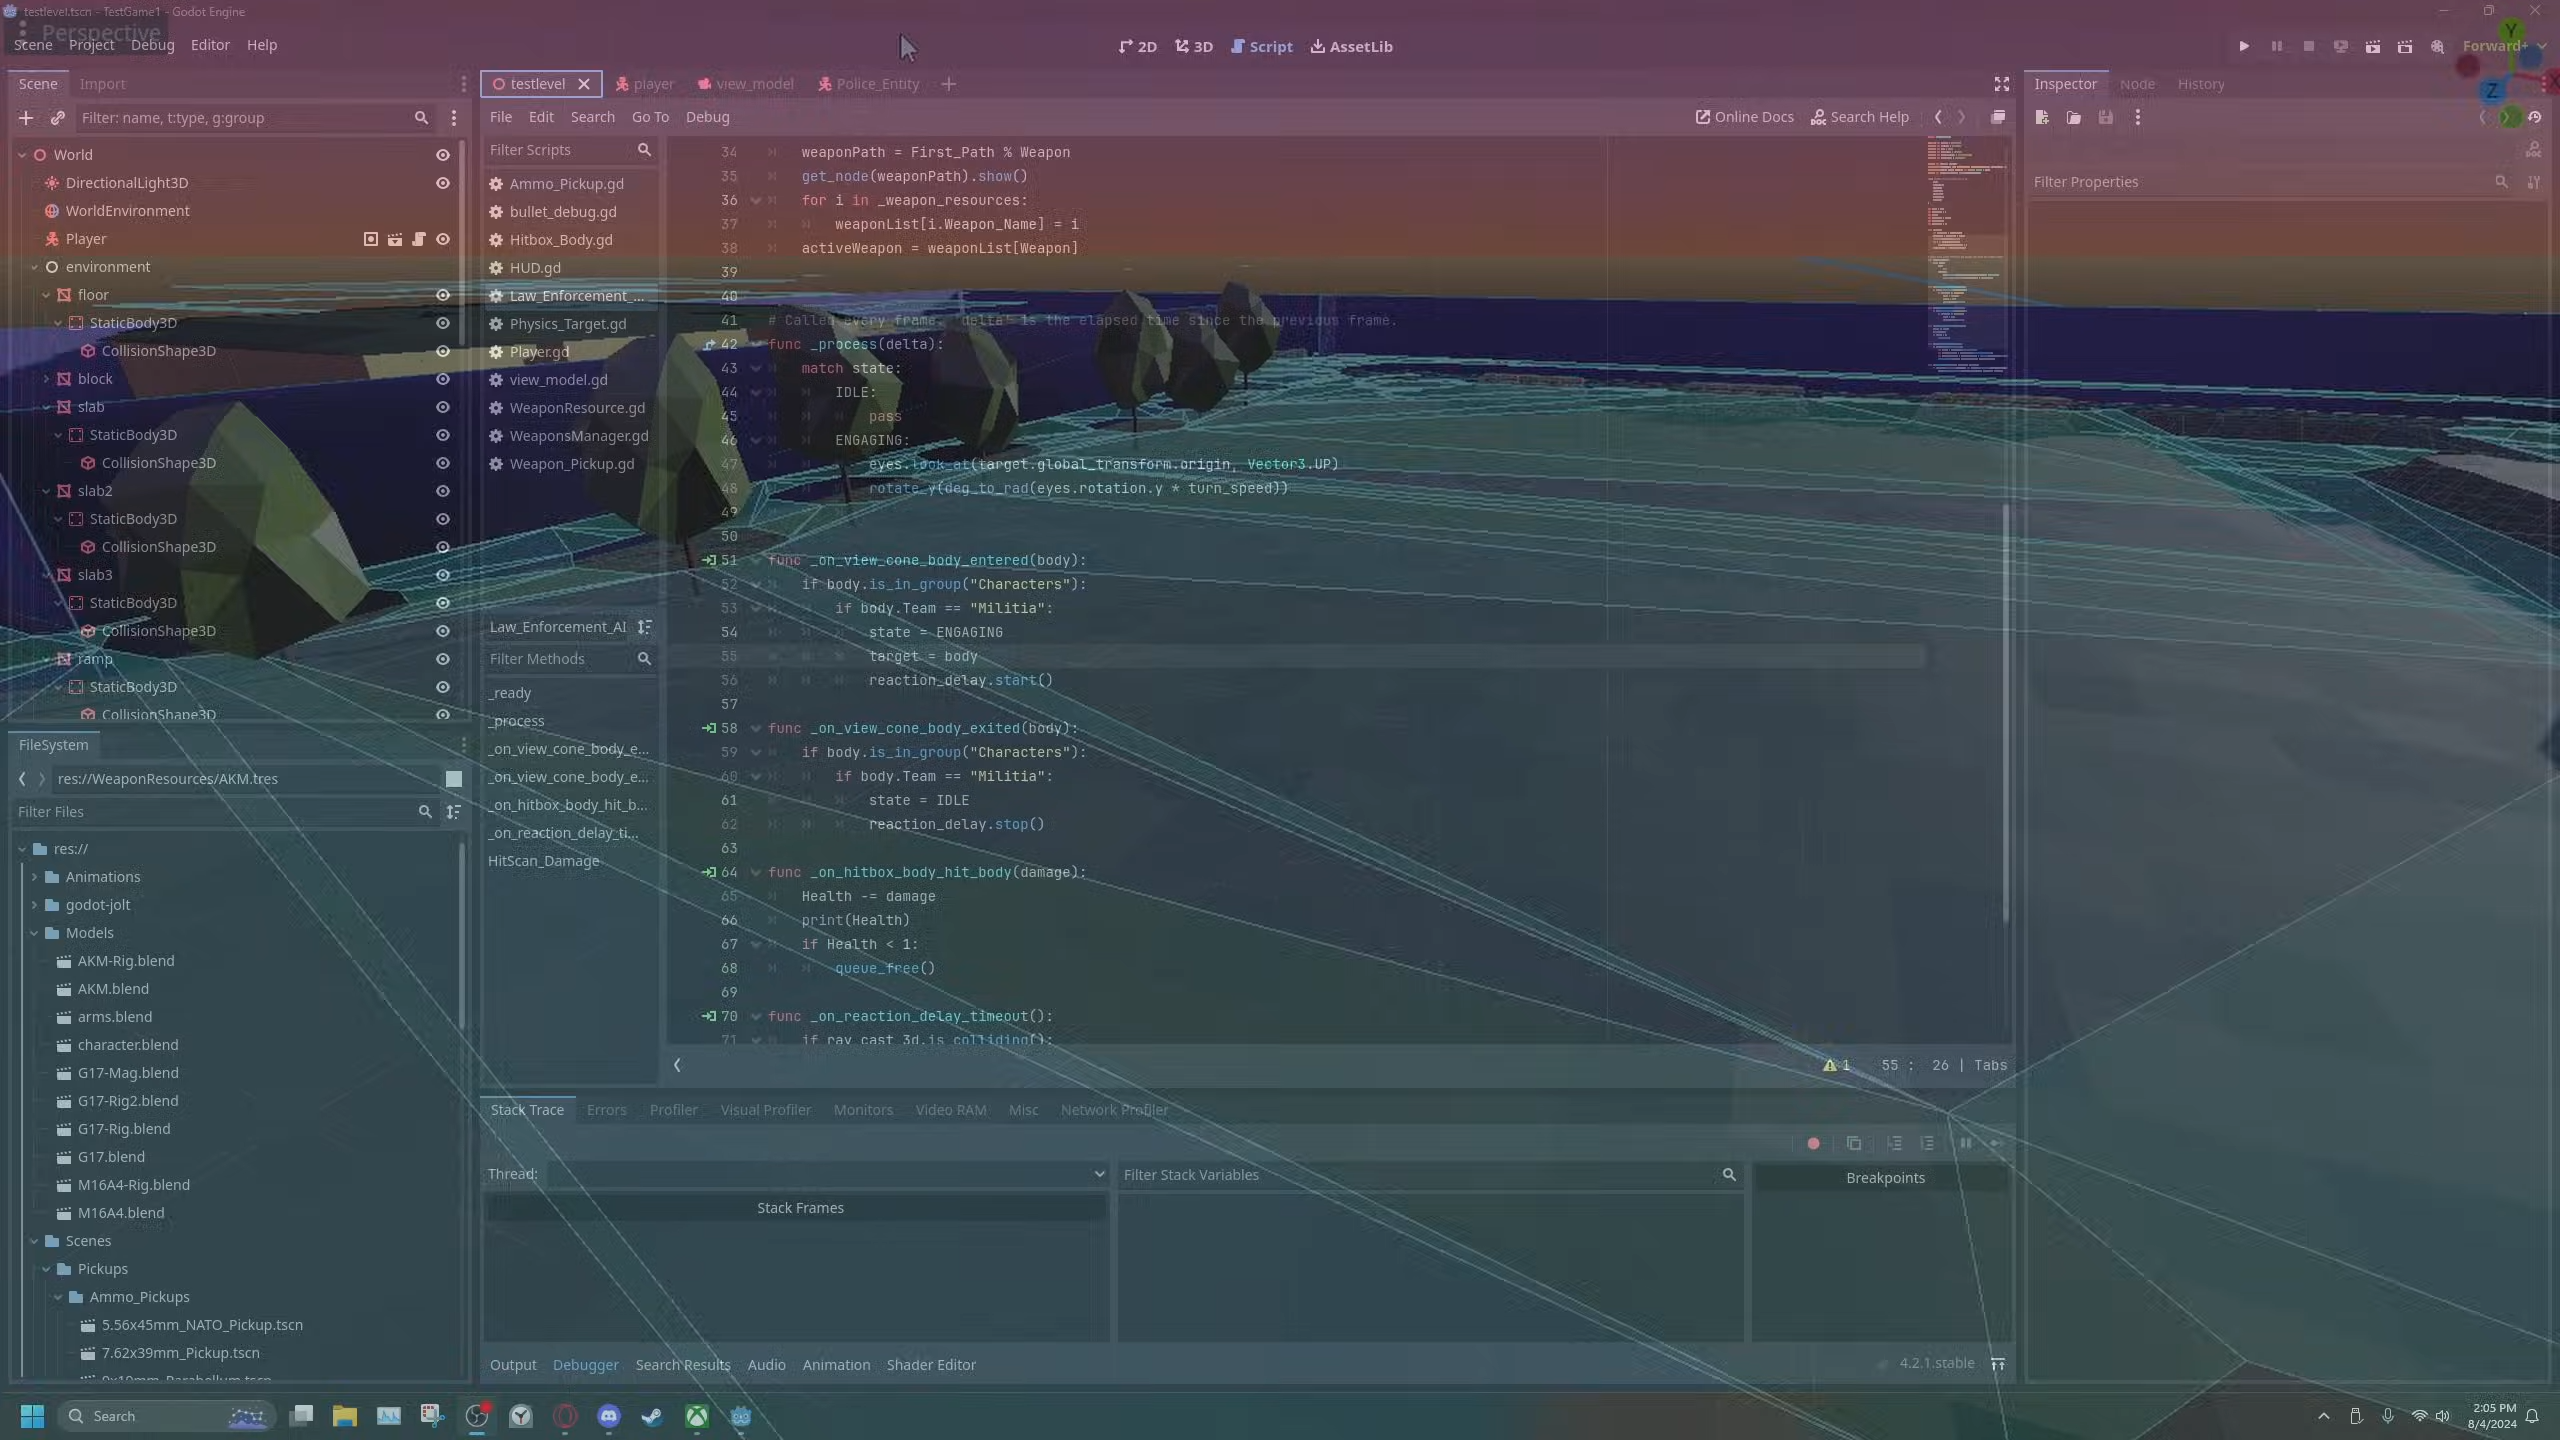 testlevel.tscn - TestGame1 - Godot Engine
Perspective
Scene Project Debug Editor Help
2D 3D Script AssetLib
Forward+
Y
Z
X
Scene Import
Filter: name, t:type, g:group
World
DirectionalLight3D
WorldEnvironment
Player
environment
floor
StaticBody3D
CollisionShape3D
block
slab
StaticBody3D
CollisionShape3D
slab2
StaticBody3D
CollisionShape3D
slab3
StaticBody3D
CollisionShape3D
ramp
StaticBody3D
CollisionShape3D
FileSystem
res://WeaponResources/AKM.tres
Filter Files
res://
Animations
godot-jolt
Models
AKM-Rig.blend
AKM.blend
arms.blend
character.blend
G17-Mag.blend
G17-Rig2.blend
G17-Rig.blend
G17.blend
M16A4-Rig.blend
M16A4.blend
Scenes
Pickups
Ammo_Pickups
5.56x45mm_NATO_Pickup.tscn
7.62x39mm_Pickup.tscn
9x19mm_Parabellum.tscn
testlevel player view_model Police_Entity
File Edit Search Go To Debug
Online Docs Search Help
Filter Scripts
Ammo_Pickup.gd
bullet_debug.gd
Hitbox_Body.gd
HUD.gd
Law_Enforcement_...
Physics_Target.gd
Player.gd
view_model.gd
WeaponResource.gd
WeaponsManager.gd
Weapon_Pickup.gd
Law_Enforcement_AI
Filter Methods
_ready
_process
_on_view_cone_body_e...
_on_view_cone_body_e...
_on_hitbox_body_hit_b...
_on_reaction_delay_ti...
HitScan_Damage
34 weaponPath = First_Path % Weapon
35 get_node(weaponPath).show()
36 for i in _weapon_resources:
37 weaponList[i.Weapon_Name] = i
38 activeWeapon = weaponList[Weapon]
39
40
41 # Called every frame. 'delta' is the elapsed time since the previous frame.
42 func _process(delta):
43 match state:
44 IDLE:
45 pass
46 ENGAGING:
47 eyes.look_at(target.global_transform.origin, Vector3.UP)
48 rotate_y(deg_to_rad(eyes.rotation.y * turn_speed))
49
50
51 func _on_view_cone_body_entered(body):
52 if body.is_in_group("Characters"):
53 if body.Team == "Militia":
54 state = ENGAGING
55 target = body
56 reaction_delay.start()
57
58 func _on_view_cone_body_exited(body):
59 if body.is_in_group("Characters"):
60 if body.Team == "Militia":
61 state = IDLE
62 reaction_delay.stop()
63
64 func _on_hitbox_body_hit_body(damage):
65 Health -= damage
66 print(Health)
67 if Health < 1:
68 queue_free()
69
70 func _on_reaction_delay_timeout():
71 if ray_cast_3d.is_colliding():
1 55 : 26 | Tabs
Stack Trace Errors Profiler Visual Profiler Monitors Video RAM Misc Network Profiler
Thread:
Filter Stack Variables
Breakpoints
Stack Frames
Output Debugger Search Results Audio Animation Shader Editor
4.2.1.stable
Inspector Node History
Filter Properties
Search
2:05 PM
8/4/2024